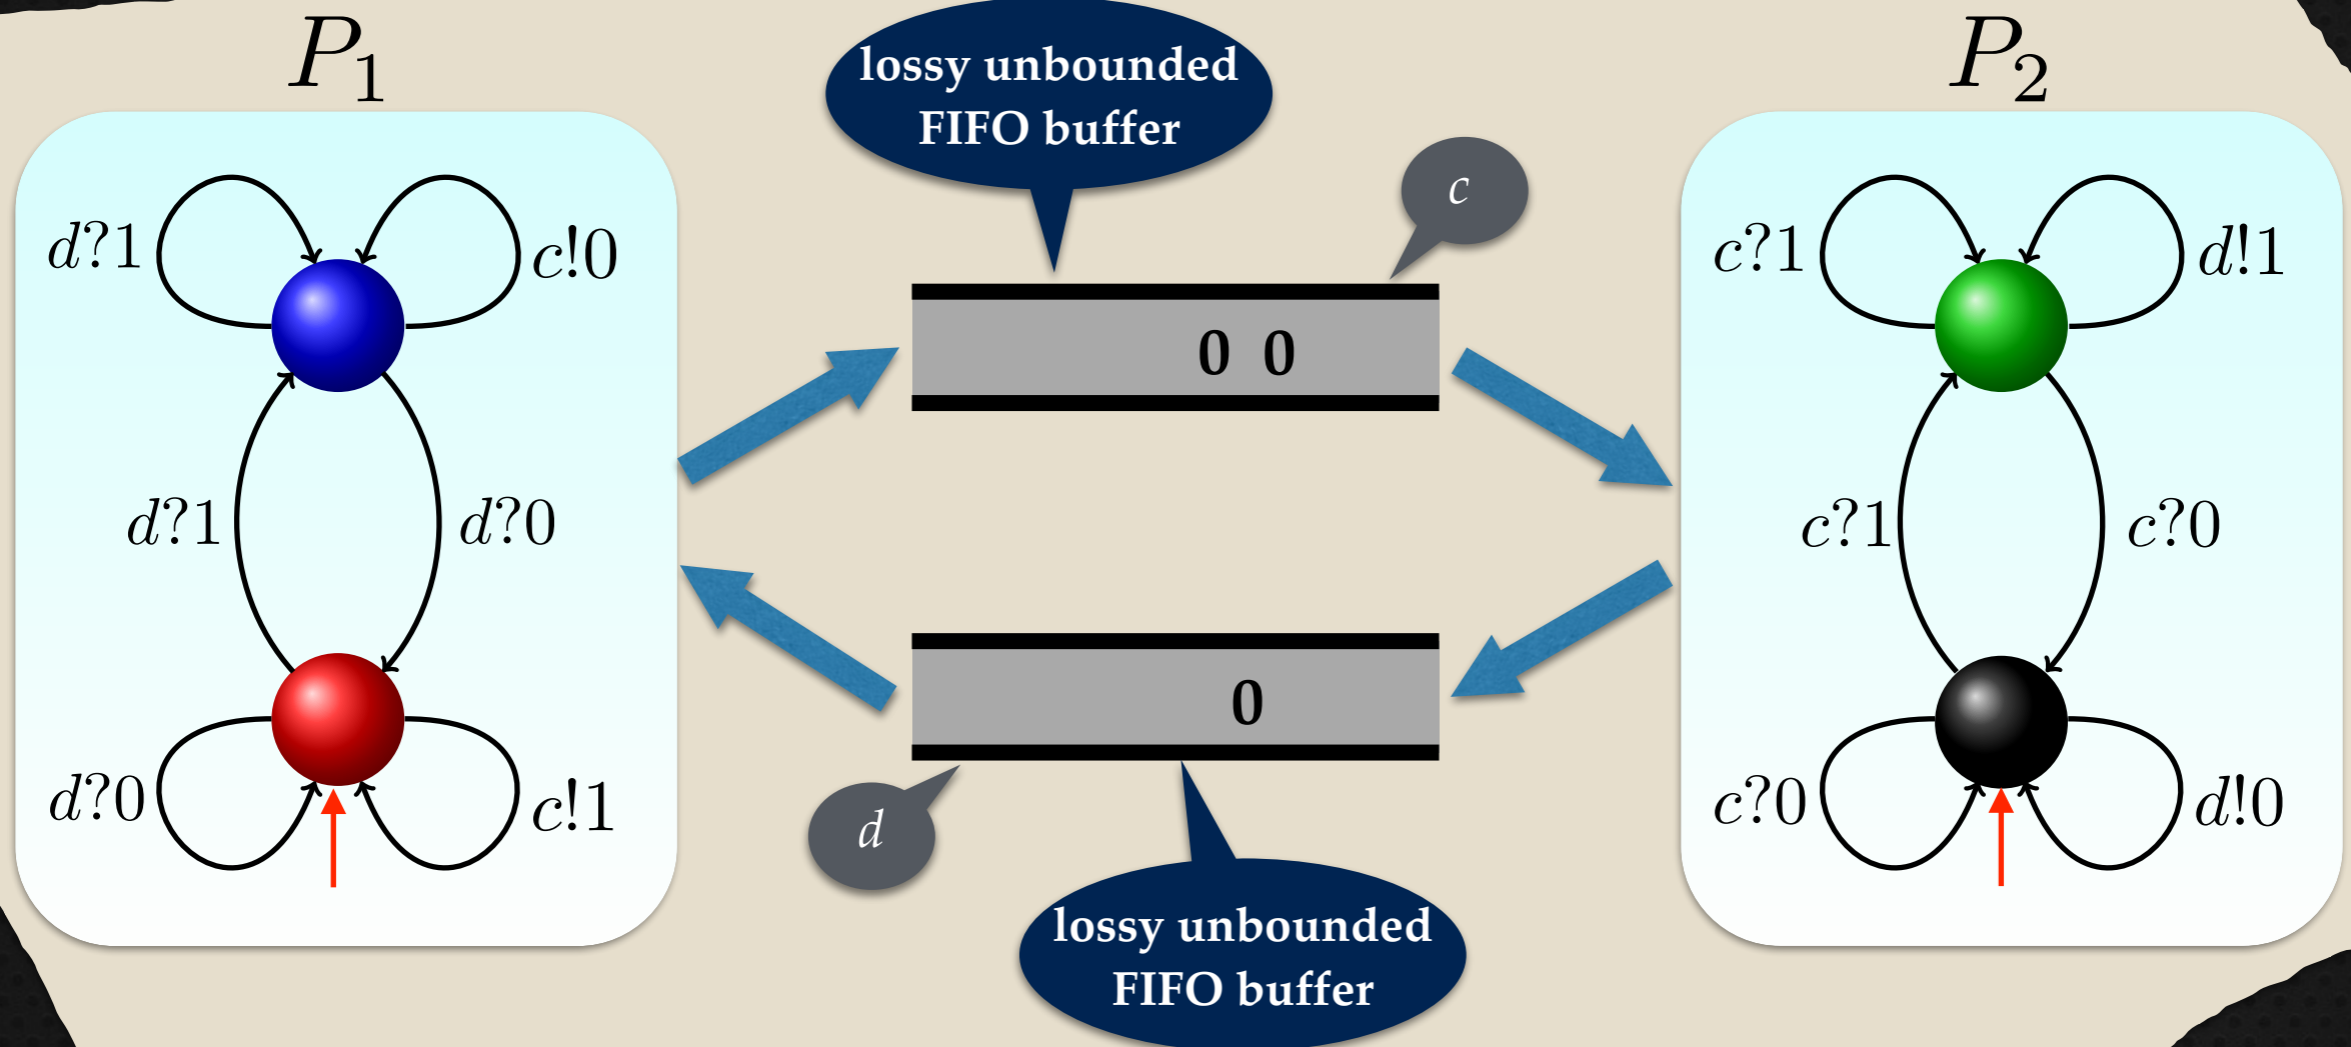 P₁
lossy unbounded
FIFO buffer
P₂
c
d?1
c!0
c?1
d!1
0 0
d?1
d?0
c?1
c?0
0
d?0
c!1
d
c?0
d!0
lossy unbounded
FIFO buffer